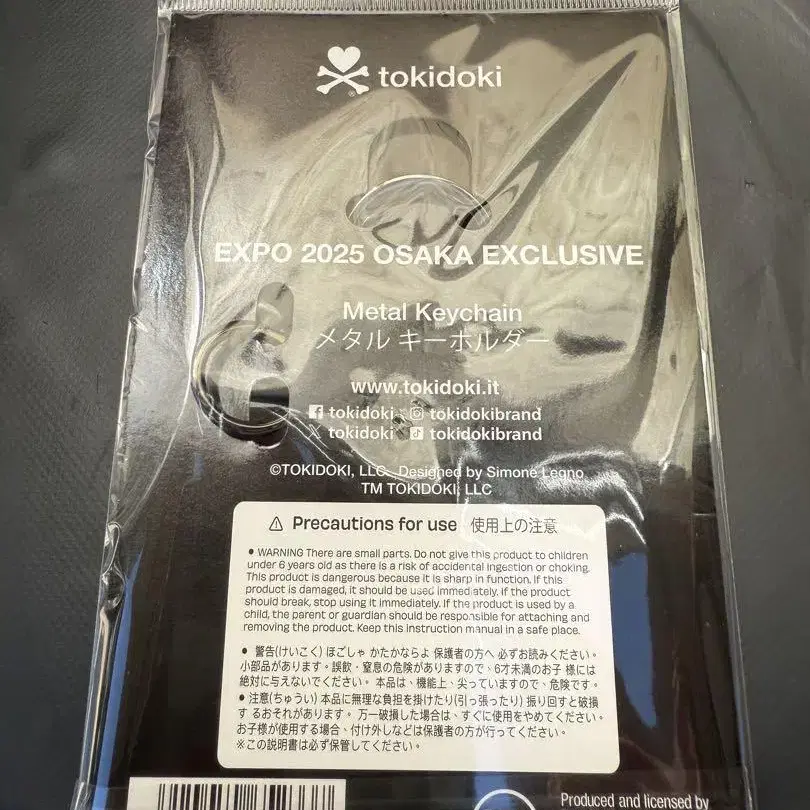 tokidoki
EXPO 2025 OSAKA EXCLUSIVE
Metal Keychain
メタル キーホルダー
www.tokidoki.it
tokidoki tokidokibrand
tokidoki tokidokibrand
©TOKIDOKI, LLC Designed by Simone Legno
TM TOKIDOKI, LLC
⚠ Precautions for use 使用上の注意
● WARNING There are small parts. Do not give this product to children
under 6 years old as there is a risk of accidental ingestion or choking.
This product is dangerous because it is sharp in function. If this
product is damaged, it should be used immediately. If the product
should break, stop using it immediately. If the product is used by a
child, the parent or guardian should be responsible for attaching and
removing the product. Keep this instruction manual in a safe place.
● 警告(けいこく) ほごしゃ かたかならよ 保護者の方へ 必ずお読みください。
小部品があります。誤飲・窒息の危険がありますので、6才未満のお子 様には
絶対に与えないでください。 本品は、機能上、尖っていますので、危険です。
● 注意(ちゅうい) 本品に無理な負担を掛けたり(引っ張ったり) 振り回すと破損
す るおそれがあります。 万一破損した場合は、すぐに使用をやめてください。
お子様が使用する場合、付け外しなどは保護者の方が行ってください。
※この説明書は必ず保管してください。
Produced and licensed by